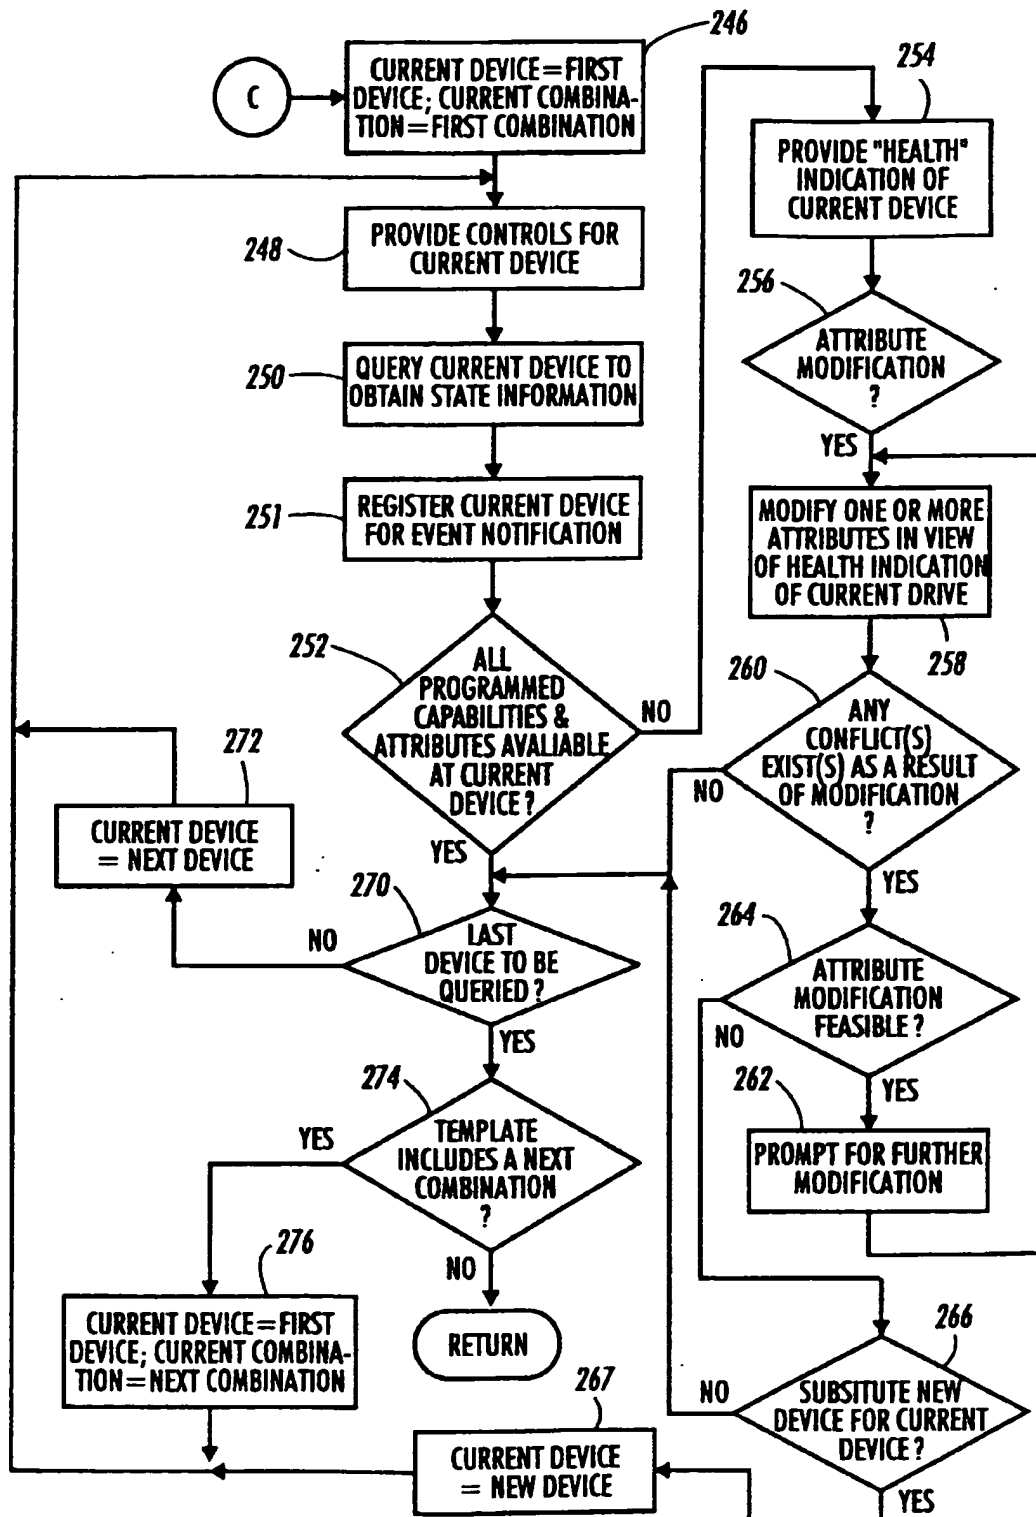 246
C
CURRENT DEVICE = FIRST
DEVICE; CURRENT COMBINA-
TION = FIRST COMBINATION
254
PROVIDE "HEALTH"
INDICATION OF
CURRENT DEVICE
248
PROVIDE CONTROLS FOR
CURRENT DEVICE
256
ATTRIBUTE
MODIFICATION
?
YES
250
QUERY CURRENT DEVICE TO
OBTAIN STATE INFORMATION
251
REGISTER CURRENT DEVICE
FOR EVENT NOTIFICATION
MODIFY ONE OR MORE
ATTRIBUTES IN VIEW
OF HEALTH INDICATION
OF CURRENT DRIVE
258
252
ALL
PROGRAMMED
CAPABILITIES &
ATTRIBUTES AVALIABLE
AT CURRENT
DEVICE ?
NO
YES
260
ANY
CONFLICT(S)
EXIST(S) AS A RESULT
OF MODIFICATION
?
NO
YES
272
CURRENT DEVICE
= NEXT DEVICE
270
LAST
DEVICE TO BE
QUERIED ?
NO
YES
264
ATTRIBUTE
MODIFICATION
FEASIBLE ?
NO
YES
274
TEMPLATE
INCLUDES A NEXT
COMBINATION
?
YES
NO
262
PROMPT FOR FURTHER
MODIFICATION
276
CURRENT DEVICE = FIRST
DEVICE; CURRENT COMBINA-
TION = NEXT COMBINATION
RETURN
266
SUBSITUTE NEW
DEVICE FOR CURRENT
DEVICE ?
NO
YES
267
CURRENT DEVICE
= NEW DEVICE